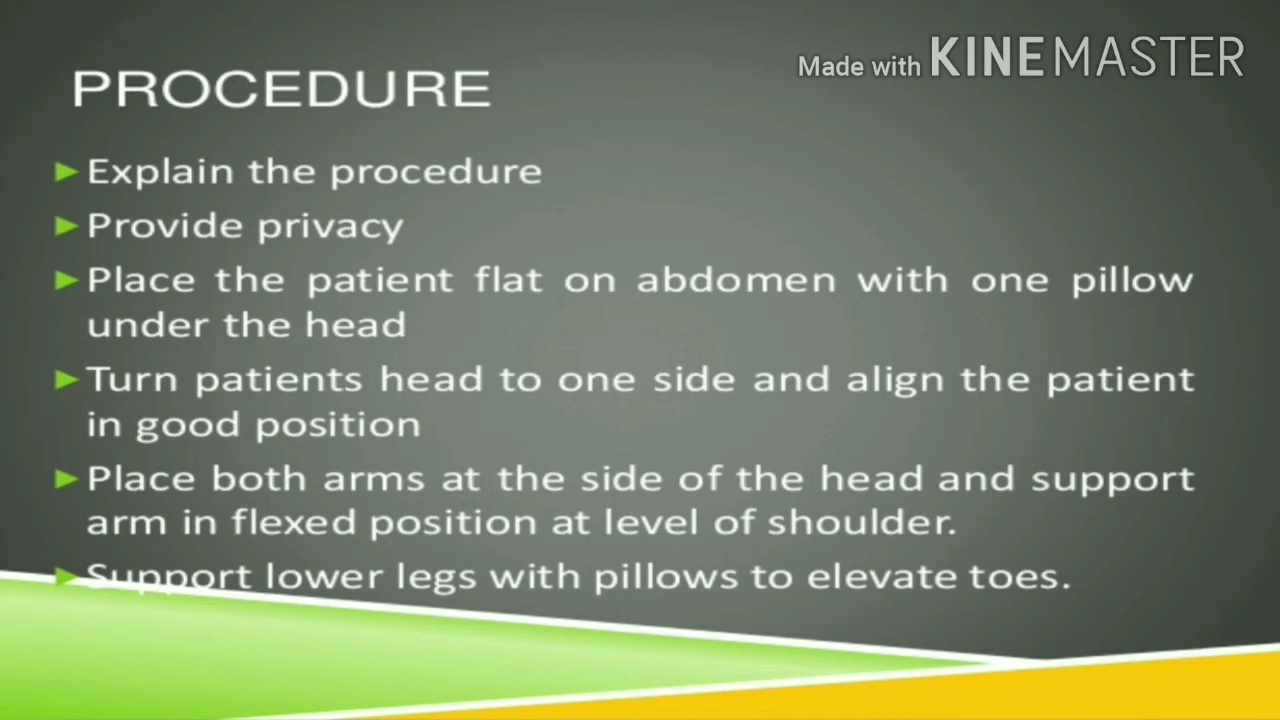 Made with KINEMASTER
PROCEDURE
Explain the procedure
Provide privacy
Place the patient flat on abdomen with one pillow
under the head
Turn patients head to one side and align the patient
in good position
Place both arms at the side of the head and support
arm in flexed position at level of shoulder.
Support lower legs with pillows to elevate toes.